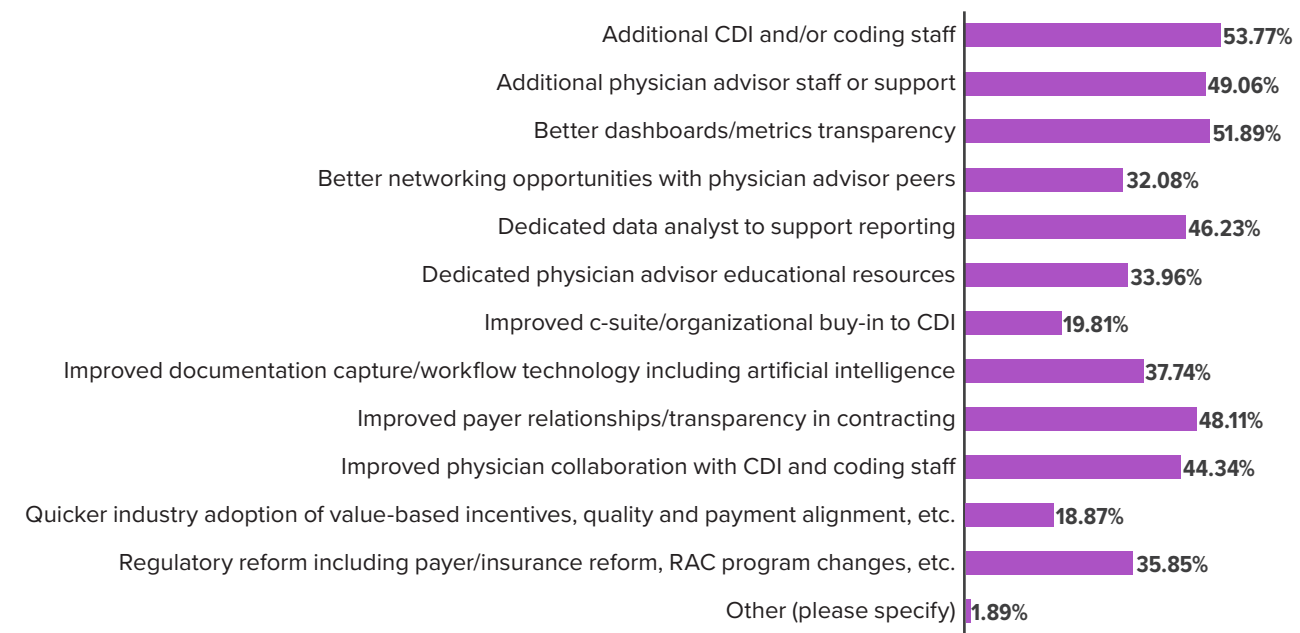 Additional CDI and/or coding staff 53.77%
Additional physician advisor staff or support 49.06%
Better dashboards/metrics transparency 51.89%
Better networking opportunities with physician advisor peers 32.08%
Dedicated data analyst to support reporting 46.23%
Dedicated physician advisor educational resources 33.96%
Improved c-suite/organizational buy-in to CDI 19.81%
Improved documentation capture/workflow technology including artificial intelligence 37.74%
Improved payer relationships/transparency in contracting 48.11%
Improved physician collaboration with CDI and coding staff 44.34%
Quicker industry adoption of value-based incentives, quality and payment alignment, etc. 18.87%
Regulatory reform including payer/insurance reform, RAC program changes, etc. 35.85%
Other (please specify) 1.89%